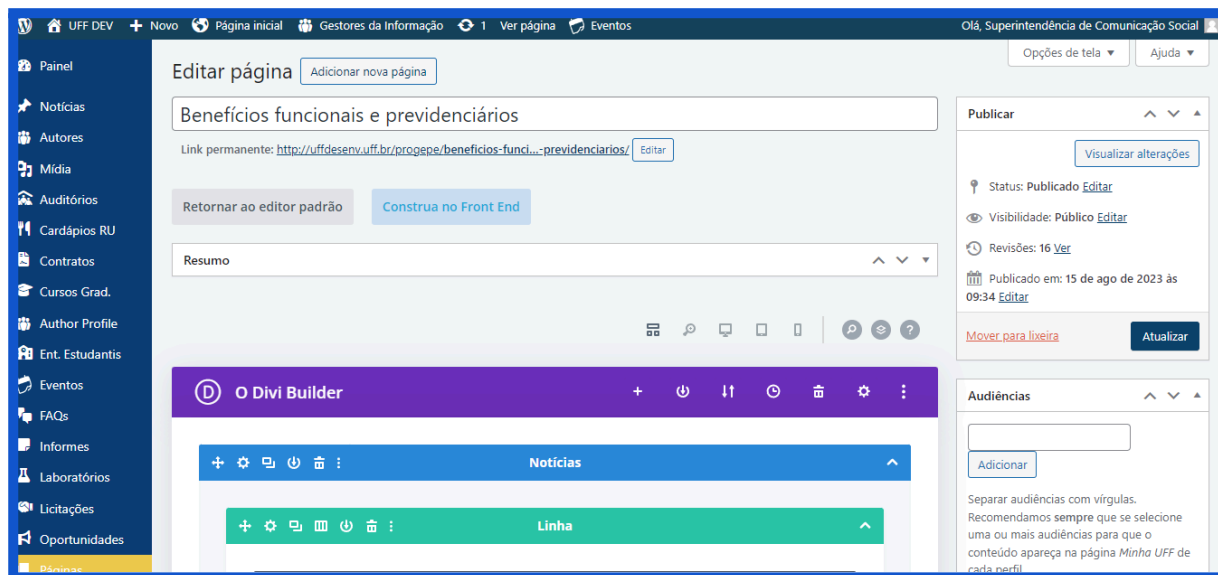 UFF DEV Novo Página inicial Gestores da Informação 1 Ver página Eventos Olá, Superintendência de Comunicação Social
Opções de tela ▼ Ajuda ▼
Painel
Notícias
Autores
Mídia
Auditórios
Cardápios RU
Contratos
Cursos Grad.
Author Profile
Ent. Estudantis
Eventos
FAQs
Informes
Laboratórios
Licitações
Oportunidades
Páginas
Editar página Adicionar nova página
Benefícios funcionais e previdenciários
Link permanente: http://uffdesenv.uff.br/progepe/beneficios-funci...-previdenciarios/ Editar
Retornar ao editor padrão Construa no Front End
Resumo
D O Divi Builder
Notícias
Linha
Publicar
Visualizar alterações
Status: Publicado Editar
Visibilidade: Público Editar
Revisões: 16 Ver
Publicado em: 15 de ago de 2023 às
09:34 Editar
Mover para lixeira Atualizar
Audiências
Adicionar
Separar audiências com vírgulas.
Recomendamos sempre que se selecione
uma ou mais audiências para que o
conteúdo apareça na página Minha UFF de
cada perfil